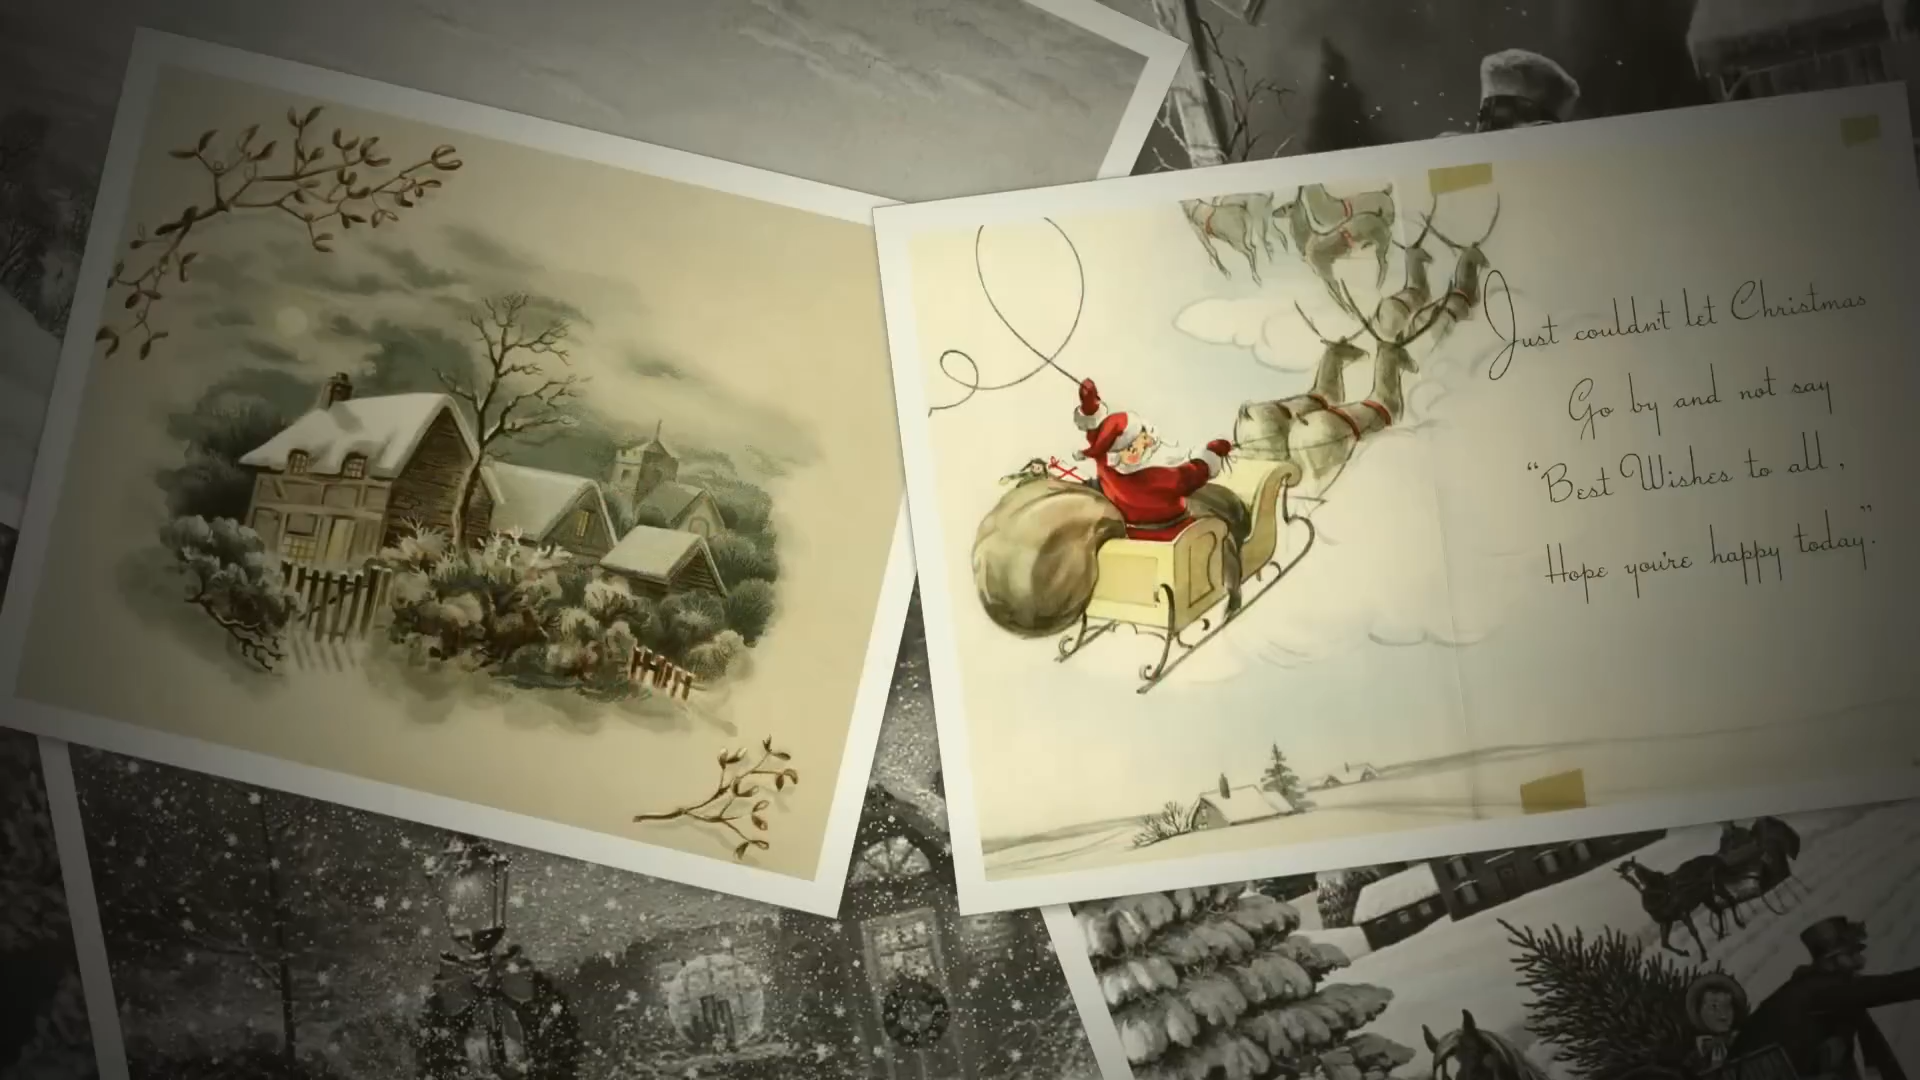 Just couldn't let Christmas
Go by and not say
“Best Wishes to all,
Hope you're happy today.”